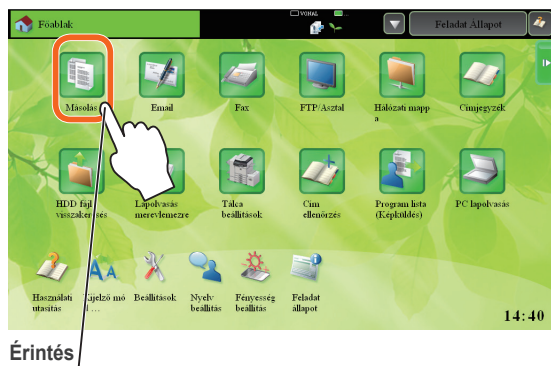 Főablak
VONAL
...
Feladat Állapot
Másolás
Email
Fax
FTP/Asztal
Hálózati mapp
a
Címjegyzék
HDD fájl
visszakeresés
Lapolvasás
merevlemezre
Tálca
beállítások
Cím
ellenőrzés
Program lista
(Képküldés)
PC lapolvasás
Használati
utasítás
Kijelző mó
d ...
Beállítások
Nyelv
beállítás
Fényesség
beállítás
Feladat
állapot
14:40
Érintés